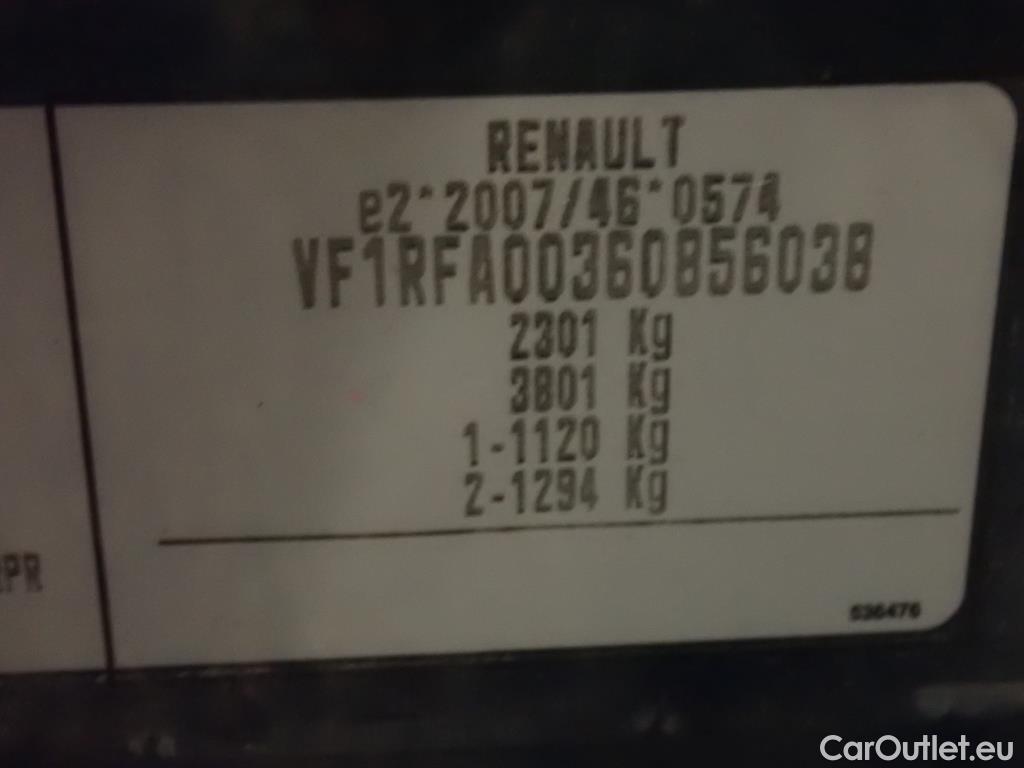 RENAULT
e2*2007/46*0574
VF1RFA00360856038
2301 Kg
3801 Kg
1-1120 Kg
2-1294 Kg
536476
CarOutlet.eu